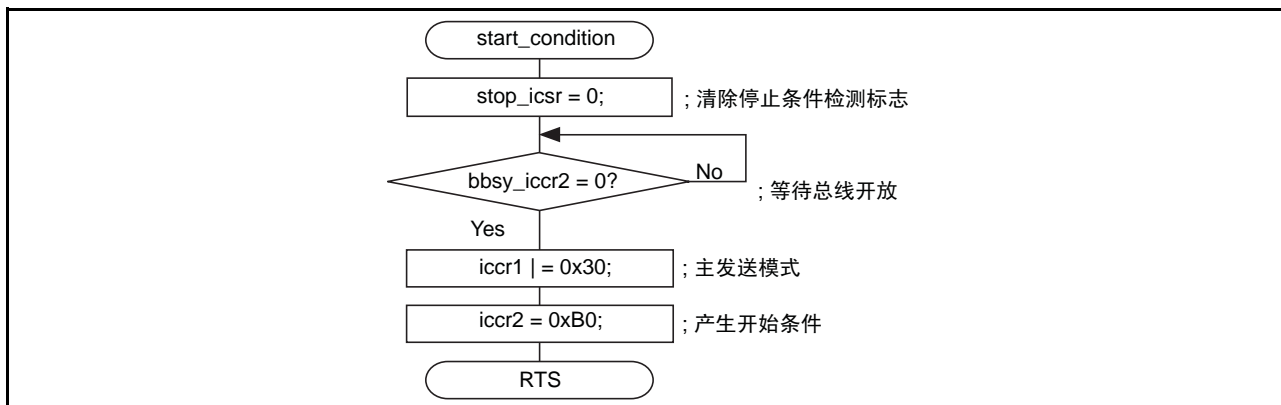 start_condition
stop_icsr = 0; ; 清除停止条件检测标志
bbsy_iccr2 = 0? No
; 等待总线开放
Yes
iccr1 | = 0x30; ; 主发送模式
iccr2 = 0xB0; ; 产生开始条件
RTS